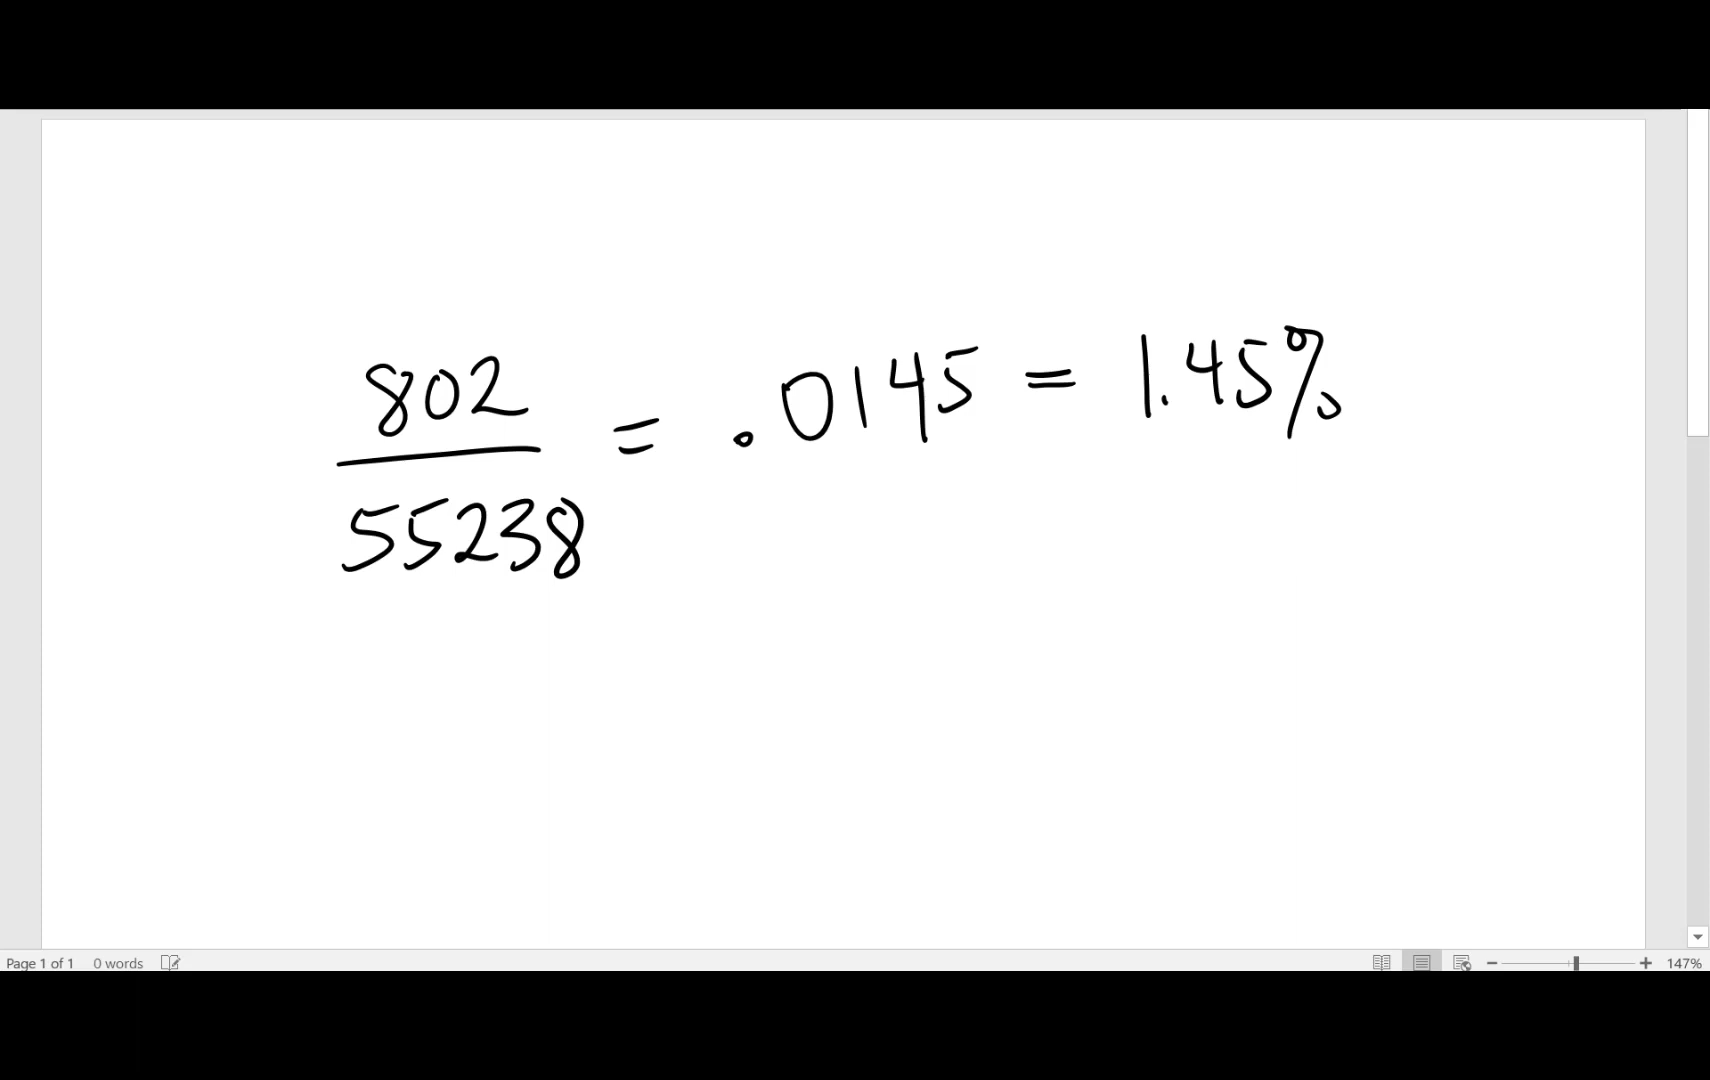 802 = .0145 = 1.45%
55238
Page 1 of 1 0 words 147%